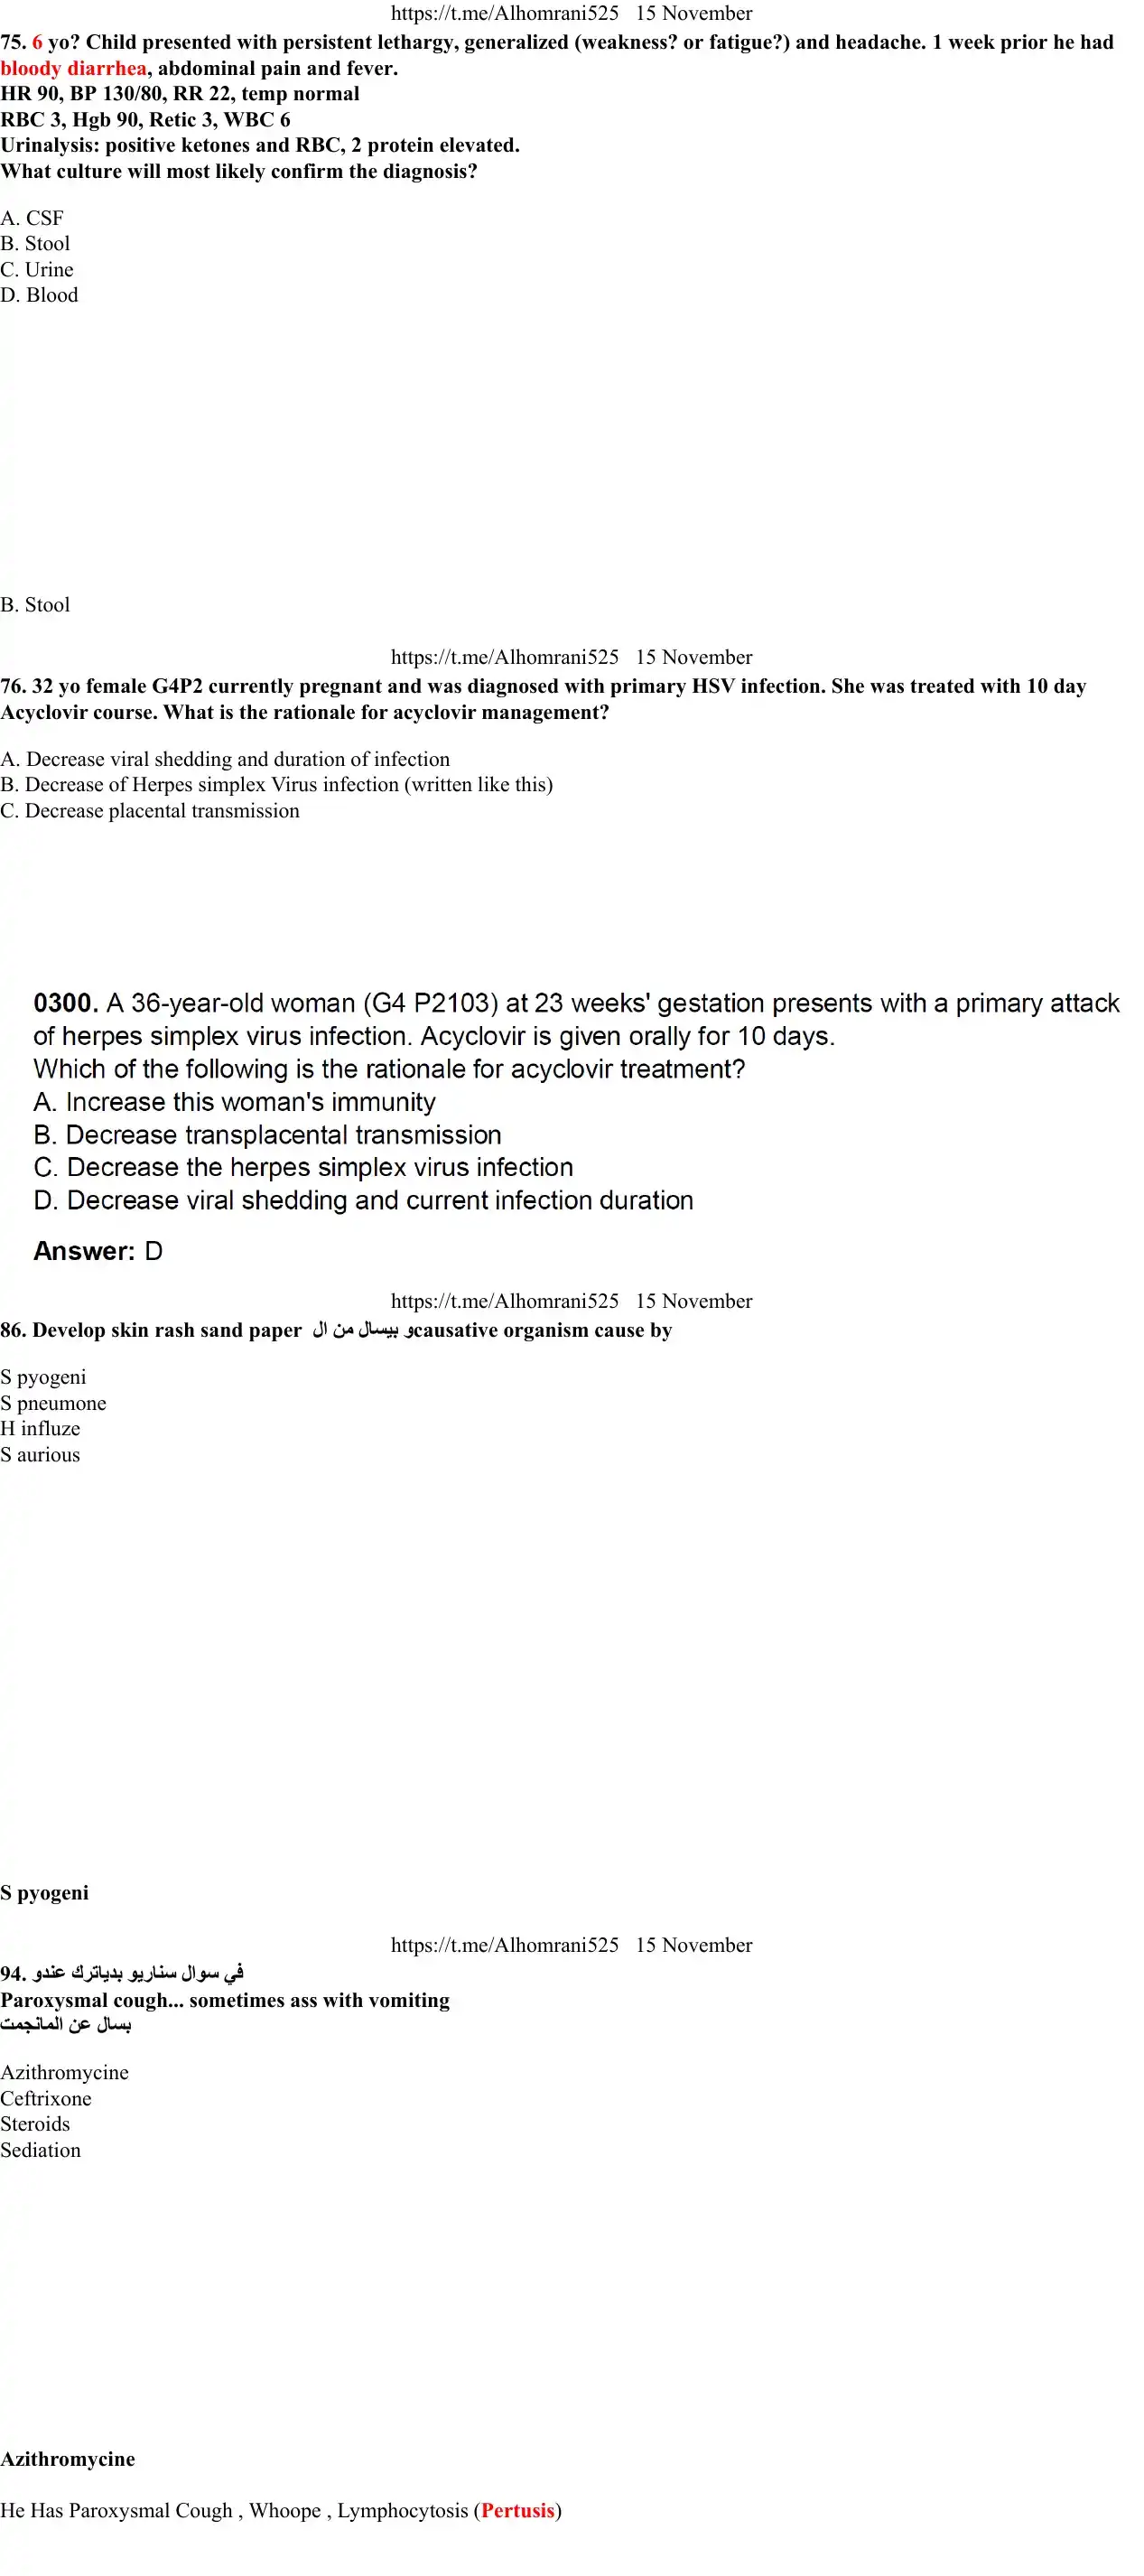 https://t.me/Alhomrani525 15 November
75. 6 yo? Child presented with persistent lethargy, generalized (weakness? or fatigue?) and headache. 1 week prior he had
bloody diarrhea, abdominal pain and fever.
HR 90, BP 130/80, RR 22, temp normal
RBC 3, Hgb 90, Retic 3, WBC 6
Urinalysis: positive ketones and RBC, 2 protein elevated.
What culture will most likely confirm the diagnosis?
A. CSF
B. Stool
C. Urine
D. Blood
B. Stool
https://t.me/Alhomrani525 15 November
76. 32 yo female G4P2 currently pregnant and was diagnosed with primary HSV infection. She was treated with 10 day
Acyclovir course. What is the rationale for acyclovir management?
A. Decrease viral shedding and duration of infection
B. Decrease of Herpes simplex Virus infection (written like this)
C. Decrease placental transmission
0300. A 36-year-old woman (G4 P2103) at 23 weeks' gestation presents with a primary attack
of herpes simplex virus infection. Acyclovir is given orally for 10 days.
Which of the following is the rationale for acyclovir treatment?
A. Increase this woman's immunity
B. Decrease transplacental transmission
C. Decrease the herpes simplex virus infection
D. Decrease viral shedding and current infection duration
Answer: D
https://t.me/Alhomrani525 15 November
86. Develop skin rash sand paper و بيسال من ال causative organism cause by
S pyogeni
S pneumone
H influze
S aurious
S pyogeni
https://t.me/Alhomrani525 15 November
94. في سوال سناريو بدياترك عندو
Paroxysmal cough... sometimes ass with vomiting
بسال عن المانجمت
Azithromycine
Ceftrixone
Steroids
Sediation
Azithromycine
He Has Paroxysmal Cough , Whoope , Lymphocytosis (Pertusis)